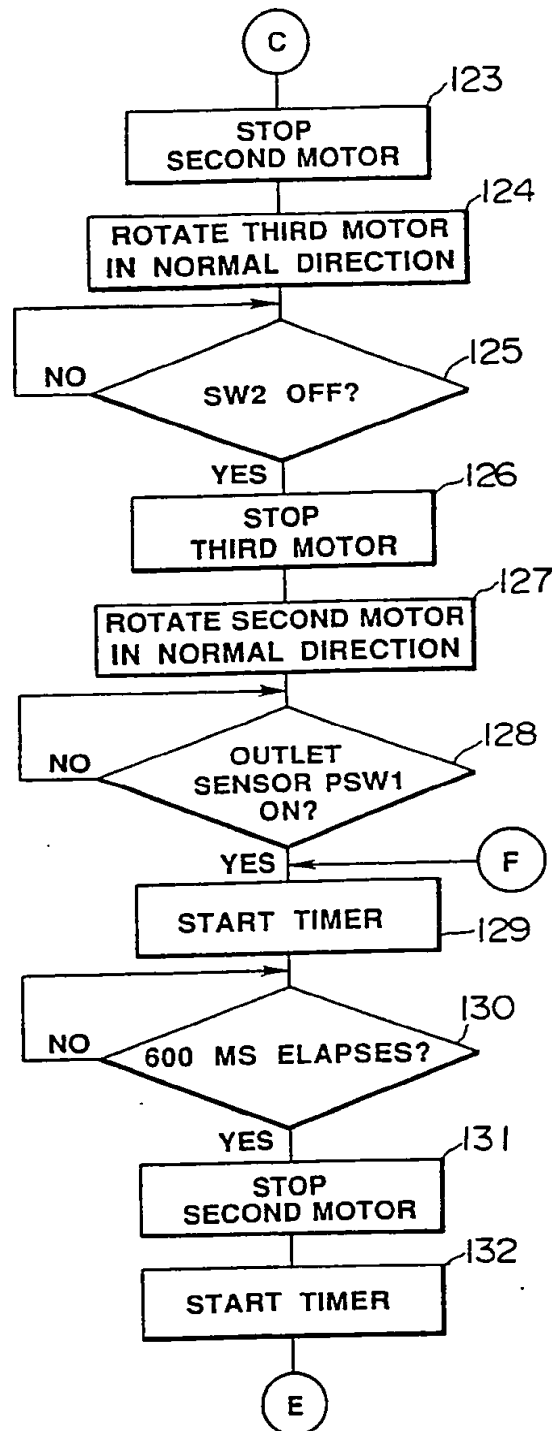 C
123
STOP
SECOND MOTOR
124
ROTATE THIRD MOTOR
IN NORMAL DIRECTION
125
NO
SW2 OFF?
YES
126
STOP
THIRD MOTOR
127
ROTATE SECOND MOTOR
IN NORMAL DIRECTION
128
NO
OUTLET
SENSOR PSW1
ON?
YES
F
START TIMER
129
130
NO
600 MS ELAPSES?
YES
131
STOP
SECOND MOTOR
132
START TIMER
E